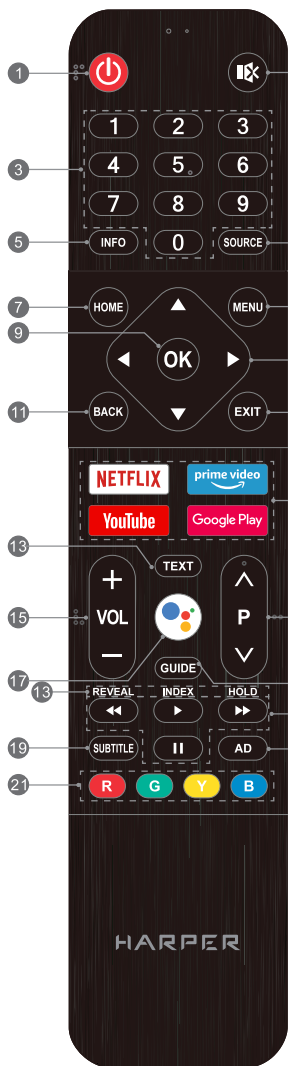 1
1 2 3
3
4 5 6
7 8 9
5
INFO 0 SOURCE
7
HOME MENU
9
OK
11
BACK EXIT
NETFLIX prime video
YouTube Google Play
13
TEXT
+
15
VOL P
17
GUIDE
13
REVEAL INDEX HOLD
19
SUBTITLE AD
21
R G Y B
HARPER